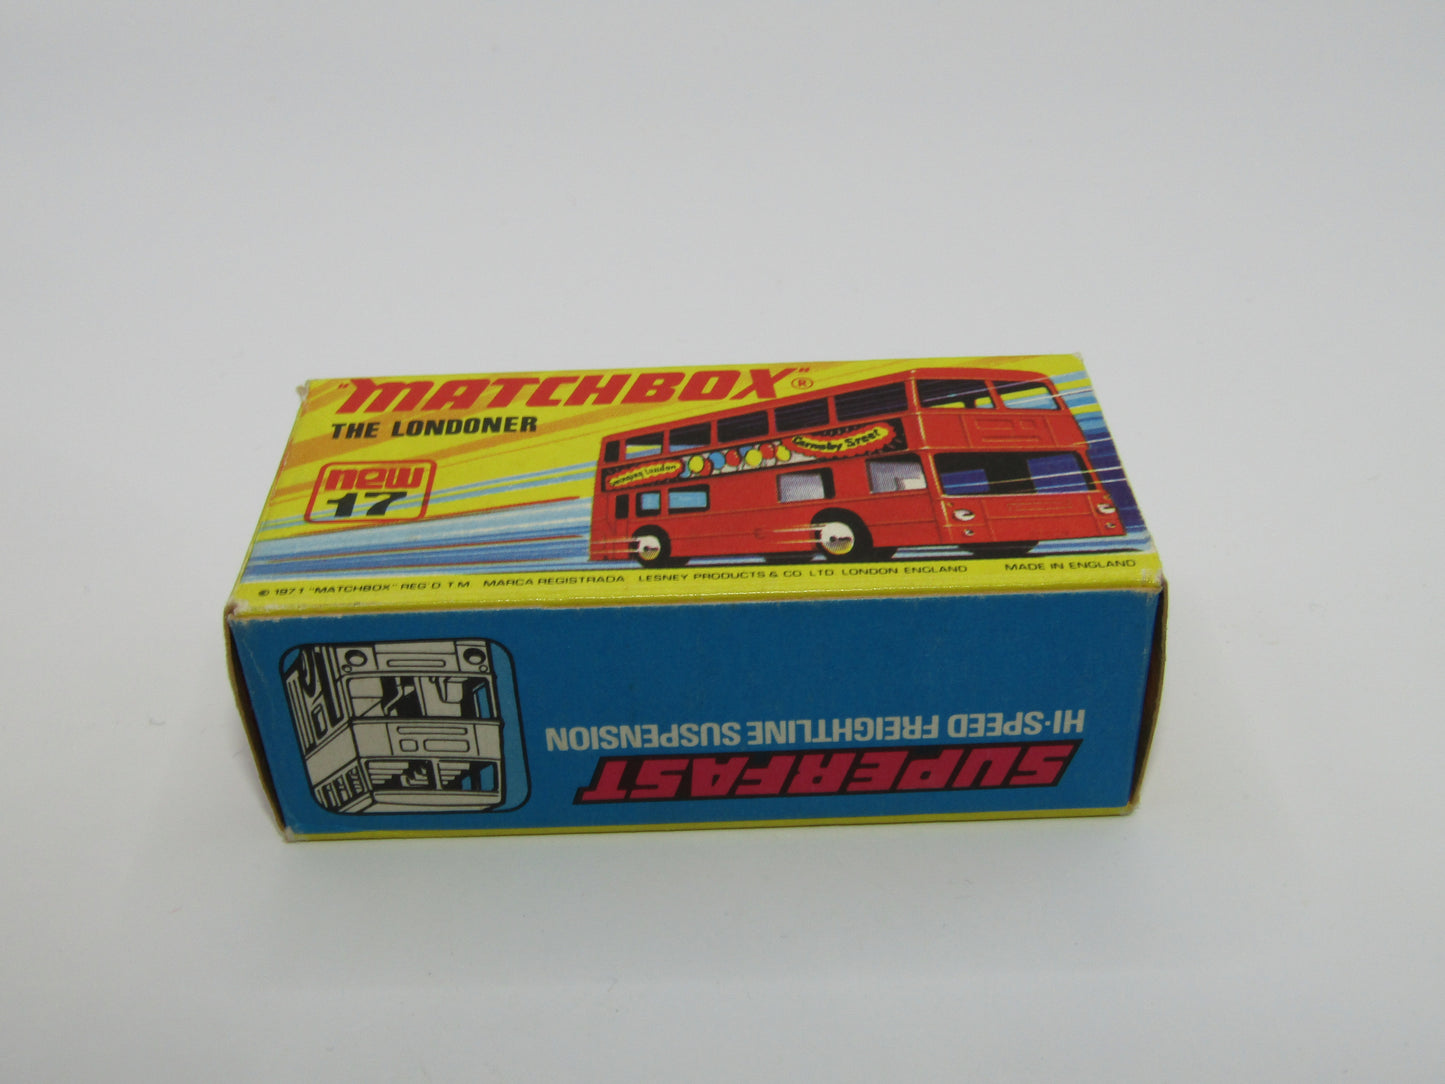 "MATCHBOX"®
THE LONDONER
new
17
Carnaby Street
London
© 1971 "MATCHBOX" REG'D. T.M. MARCA REGISTRADA LESNEY PRODUCTS & CO. LTD. LONDON ENGLAND MADE IN ENGLAND
SUPERFAST
HI-SPEED FREIGHTLINE SUSPENSION